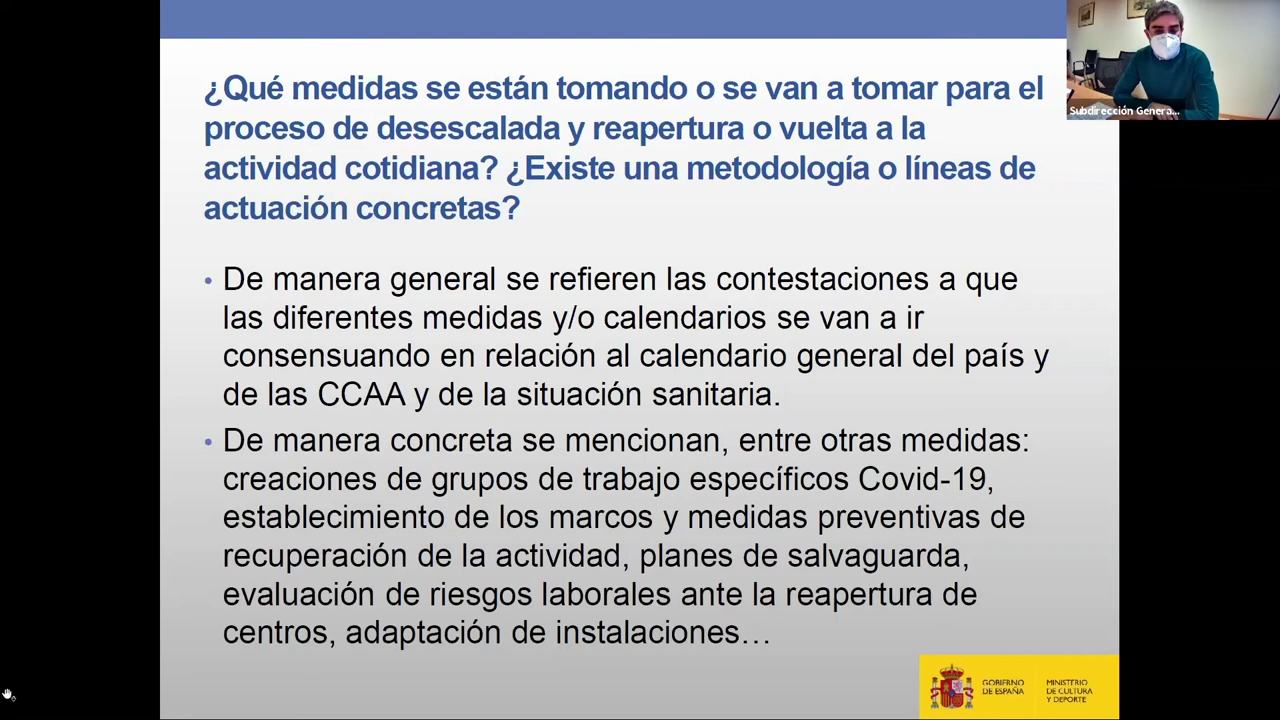 ¿Qué medidas se están tomando o se van a tomar para el
proceso de desescalada y reapertura o vuelta a la
actividad cotidiana? ¿Existe una metodología o líneas de
actuación concretas?
• De manera general se refieren las contestaciones a que
las diferentes medidas y/o calendarios se van a ir
consensuando en relación al calendario general del país y
de las CCAA y de la situación sanitaria.
• De manera concreta se mencionan, entre otras medidas:
creaciones de grupos de trabajo específicos Covid-19,
establecimiento de los marcos y medidas preventivas de
recuperación de la actividad, planes de salvaguarda,
evaluación de riesgos laborales ante la reapertura de
centros, adaptación de instalaciones…
Subdirección Genera...
GOBIERNO
DE ESPAÑA
MINISTERIO
DE CULTURA
Y DEPORTE